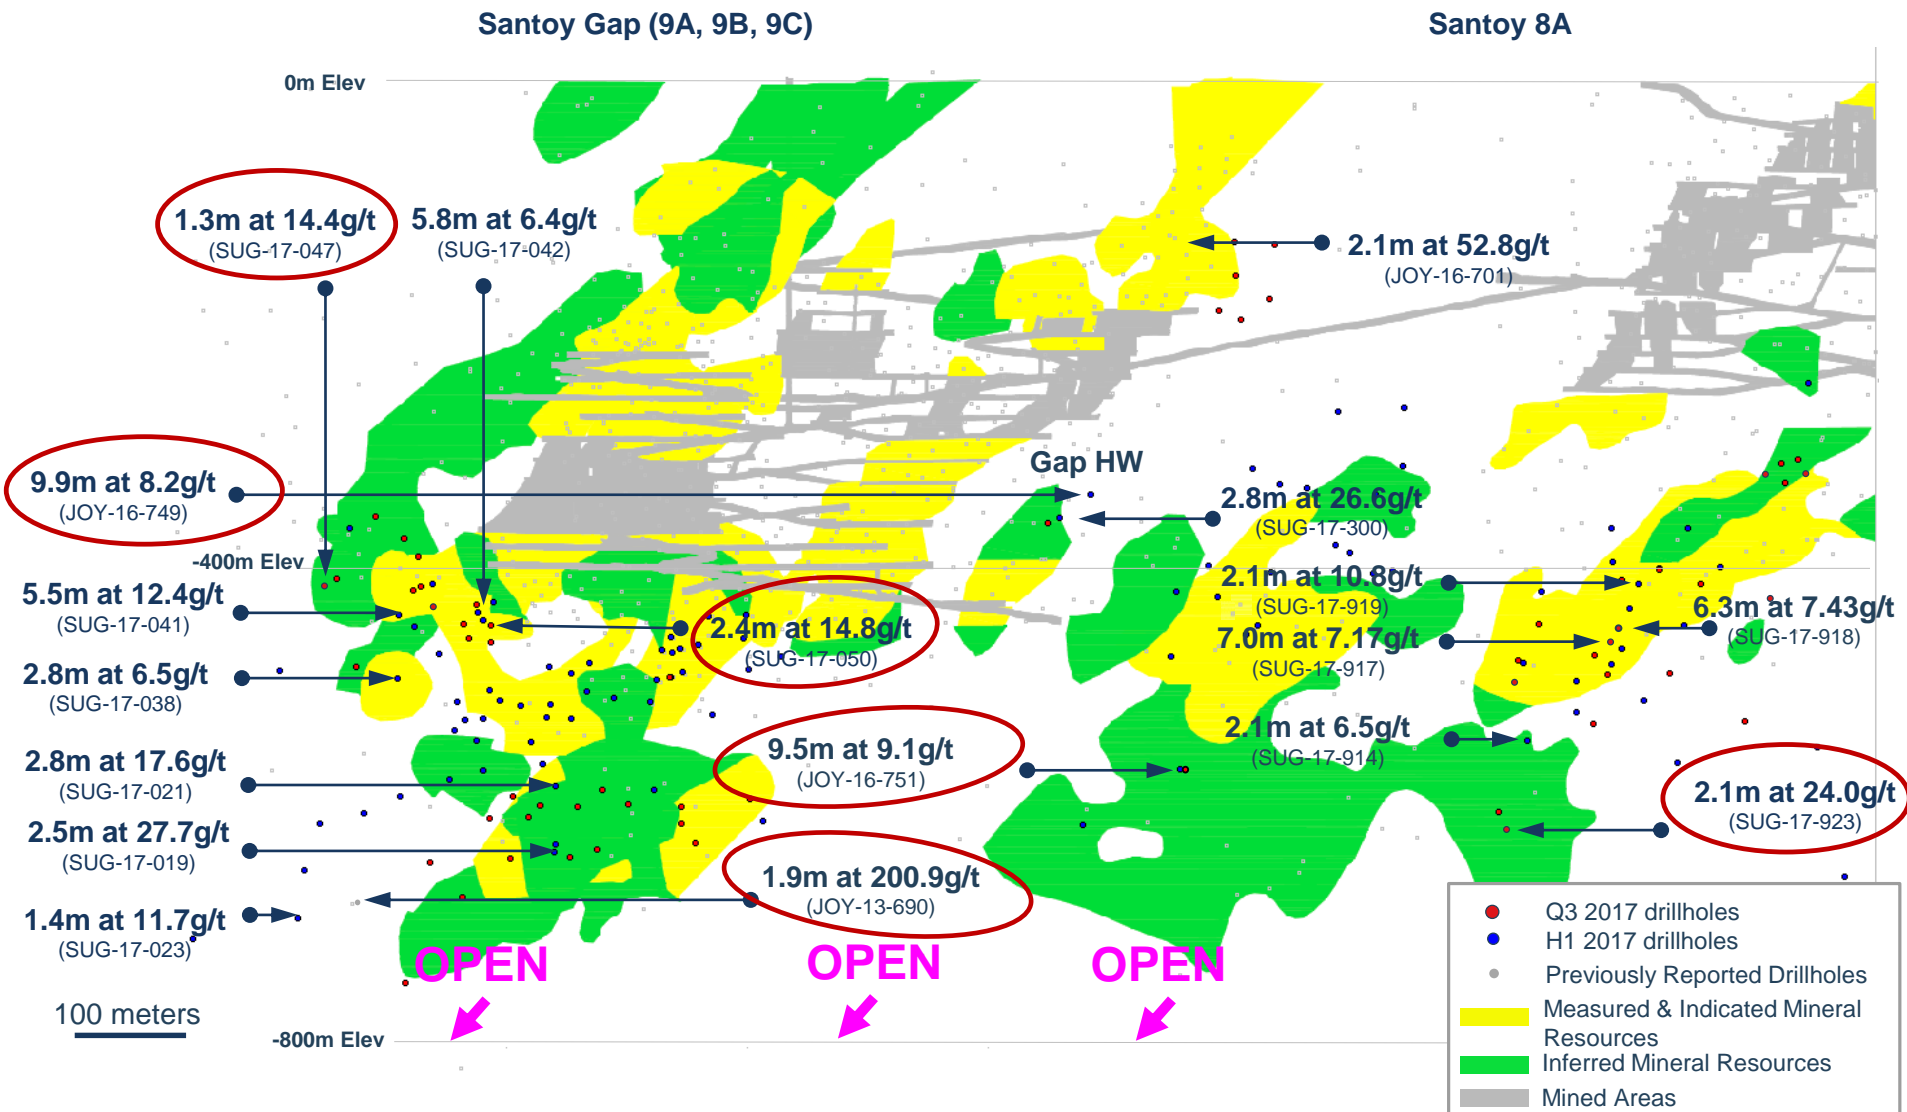 Santoy Gap (9A, 9B, 9C)
Santoy 8A
0m Elev
1.3m at 14.4g/t
(SUG-17-047)
5.8m at 6.4g/t
(SUG-17-042)
2.1m at 52.8g/t
(JOY-16-701)
Gap HW
9.9m at 8.2g/t
(JOY-16-749)
2.8m at 26.6g/t
(SUG-17-300)
-400m Elev
5.5m at 12.4g/t
(SUG-17-041)
2.1m at 10.8g/t
(SUG-17-919)
6.3m at 7.43g/t
(SUG-17-918)
2.4m at 14.8g/t
(SUG-17-050)
7.0m at 7.17g/t
(SUG-17-917)
2.8m at 6.5g/t
(SUG-17-038)
2.1m at 6.5g/t
(SUG-17-914)
9.5m at 9.1g/t
(JOY-16-751)
2.8m at 17.6g/t
(SUG-17-021)
2.1m at 24.0g/t
(SUG-17-923)
2.5m at 27.7g/t
(SUG-17-019)
1.9m at 200.9g/t
(JOY-13-690)
1.4m at 11.7g/t
(SUG-17-023)
OPEN
OPEN
OPEN
100 meters
-800m Elev
Q3 2017 drillholes
H1 2017 drillholes
Previously Reported Drillholes
Measured & Indicated Mineral
Resources
Inferred Mineral Resources
Mined Areas